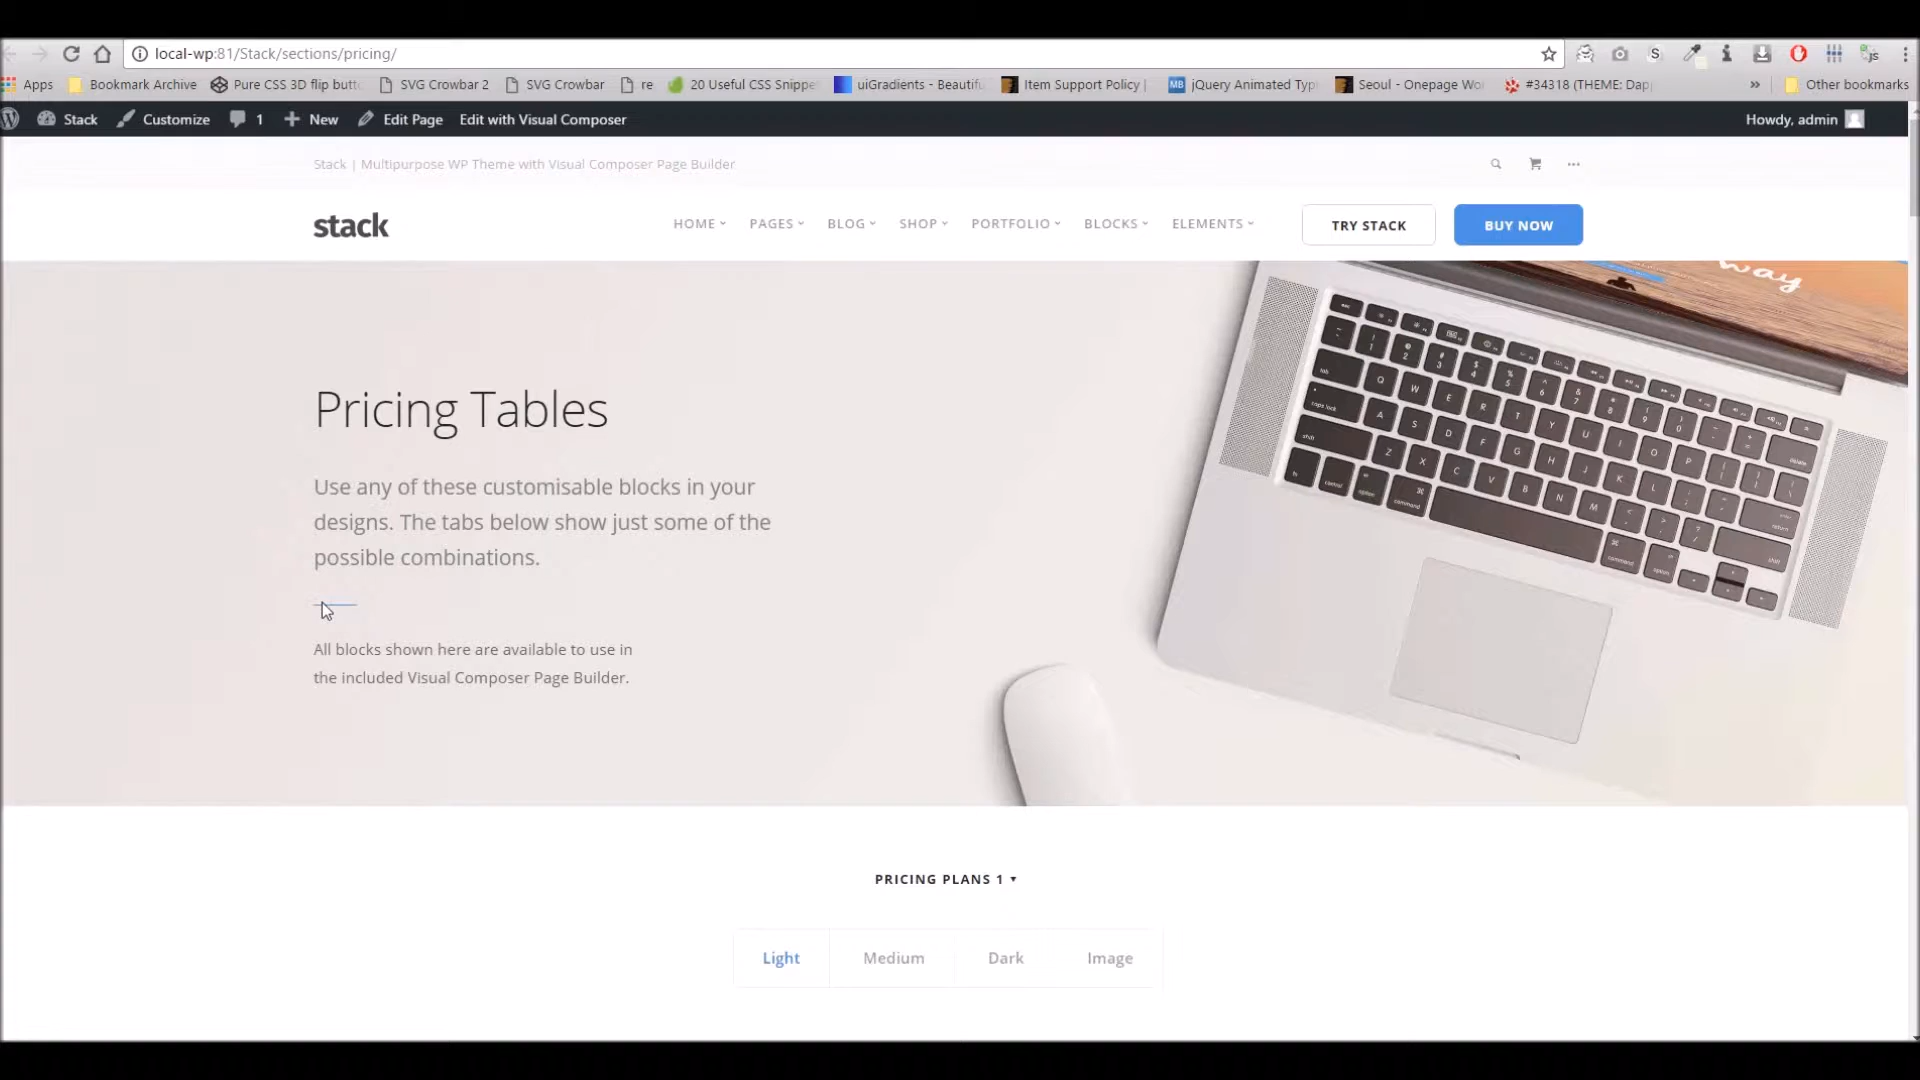 local-wp:81/Stack/sections/pricing/
Apps
Bookmark Archive
Pure CSS 3D flip butt
SVG Crowbar 2
SVG Crowbar
re
20 Useful CSS Snippe
uiGradients - Beautifu
Item Support Policy |
jQuery Animated Typ
Seoul - Onepage Wo
#34318 (THEME: Dap
»
Other bookmarks
Stack
Customize
1
New
Edit Page
Edit with Visual Composer
Howdy, admin
Stack | Multipurpose WP Theme with Visual Composer Page Builder
stack
HOME
PAGES
BLOG
SHOP
PORTFOLIO
BLOCKS
ELEMENTS
TRY STACK
BUY NOW
way
Pricing Tables
Use any of these customisable blocks in your
designs. The tabs below show just some of the
possible combinations.
All blocks shown here are available to use in
the included Visual Composer Page Builder.
PRICING PLANS 1
Light
Medium
Dark
Image